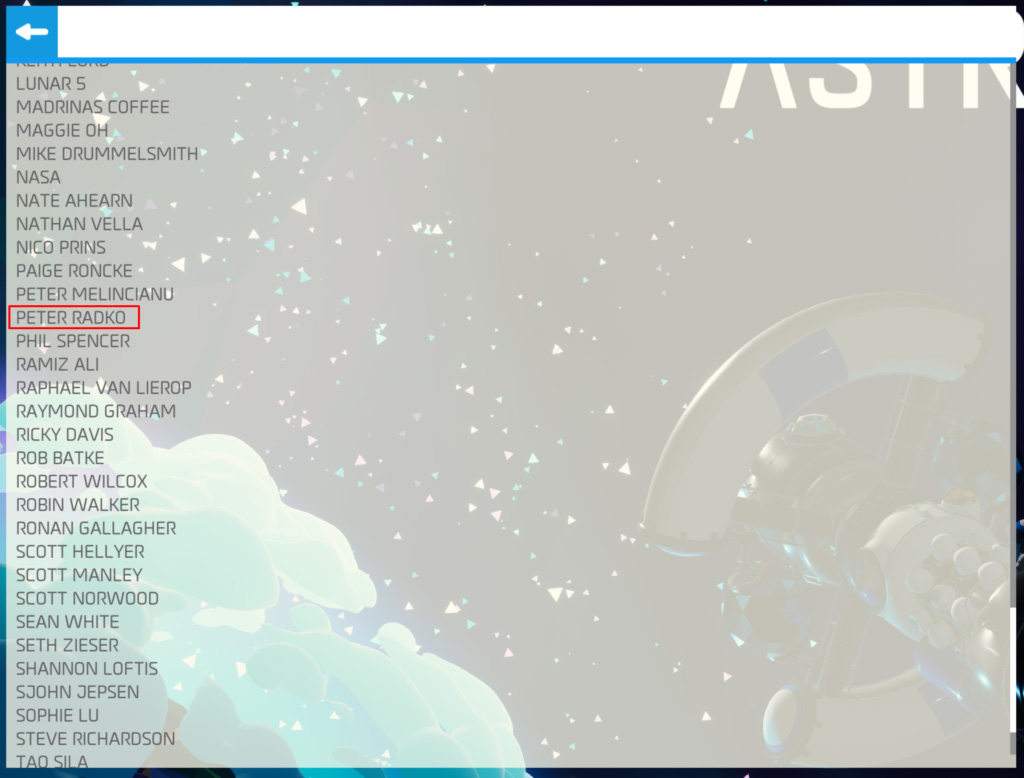 KEITH LORD
ASTR
LUNAR 5
MADRINAS COFFEE
MAGGIE OH
MIKE DRUMMELSMITH
NASA
NATE AHEARN
NATHAN VELLA
NICO PRINS
PAIGE RONCKE
PETER MELINCIANU
PETER RADKO
PHIL SPENCER
RAMIZ ALI
RAPHAEL VAN LIEROP
RAYMOND GRAHAM
RICKY DAVIS
ROB BATKE
ROBERT WILCOX
ROBIN WALKER
RONAN GALLAGHER
SCOTT HELLYER
SCOTT MANLEY
SCOTT NORWOOD
SEAN WHITE
SETH ZIESER
SHANNON LOFTIS
SJOHN JEPSEN
SOPHIE LU
STEVE RICHARDSON
TAO SILA